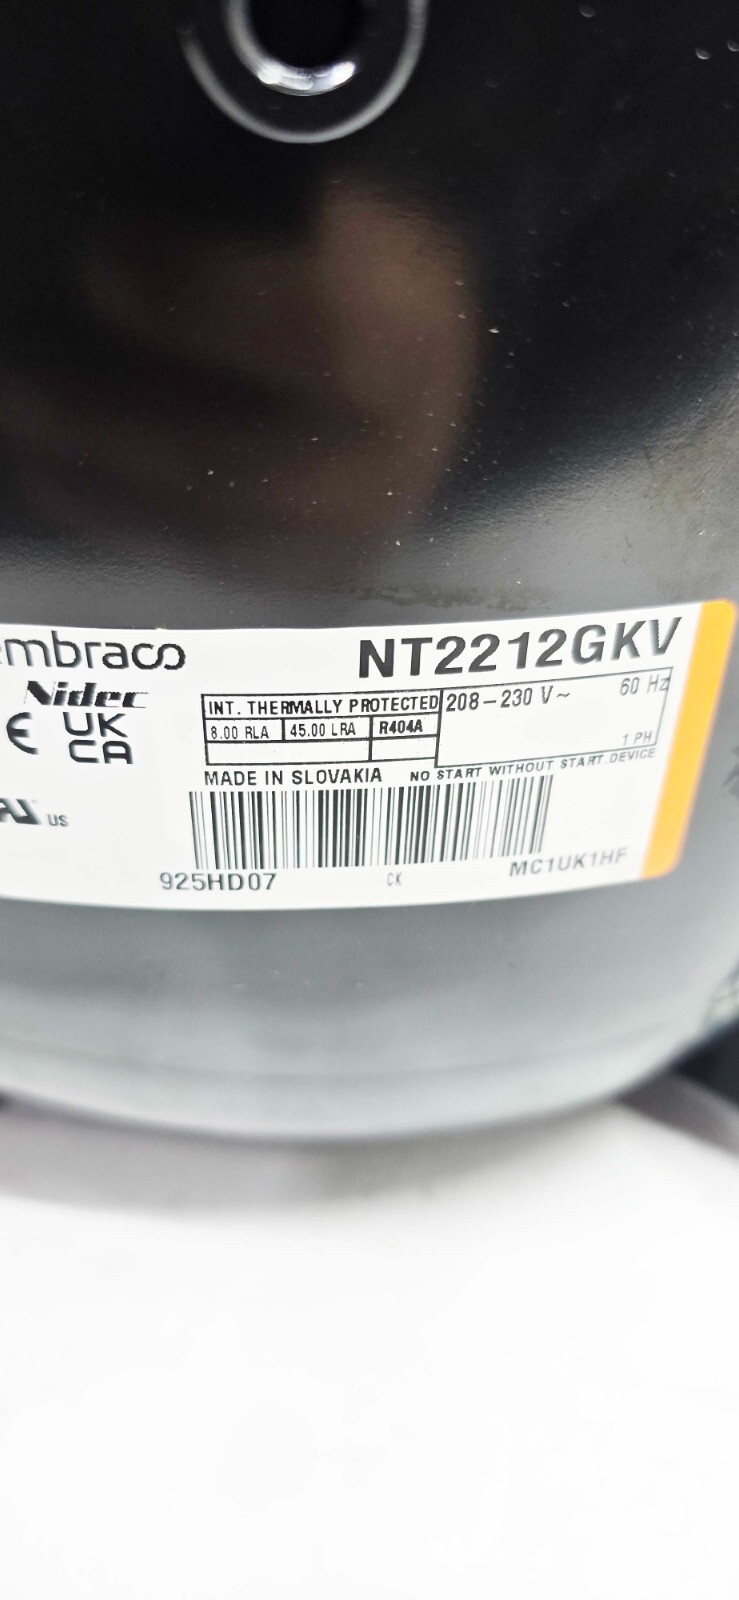 embraco
NT2212GKV
Nidec
INT. THERMALLY PROTECTED
208-230 V~
60 Hz
8.00 RLA
45.00 LRA
R404A
1 PH
UK
CA
MADE IN SLOVAKIA
NO START WITHOUT START.DEVICE
US
925HD07
CK
MC1UK1HF